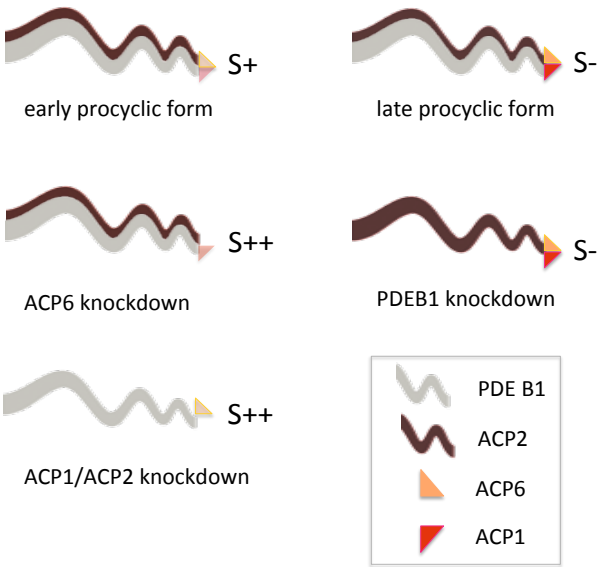 S+
early procyclic form
S-
late procyclic form
S++
ACP6 knockdown
S-
PDEB1 knockdown
S++
ACP1/ACP2 knockdown
PDE B1
ACP2
ACP6
ACP1